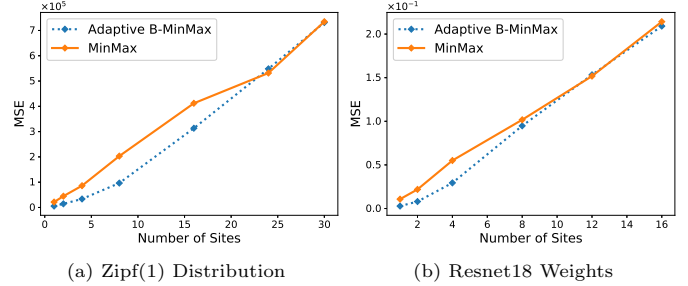 ×10⁵
Adaptive B-MinMax
MinMax
7
6
5
4
3
2
1
0
MSE
0 5 10 15 20 25 30
Number of Sites
(a) Zipf(1) Distribution
×10⁻¹
Adaptive B-MinMax
MinMax
2.0
1.5
1.0
0.5
0.0
MSE
2 4 6 8 10 12 14 16
Number of Sites
(b) Resnet18 Weights